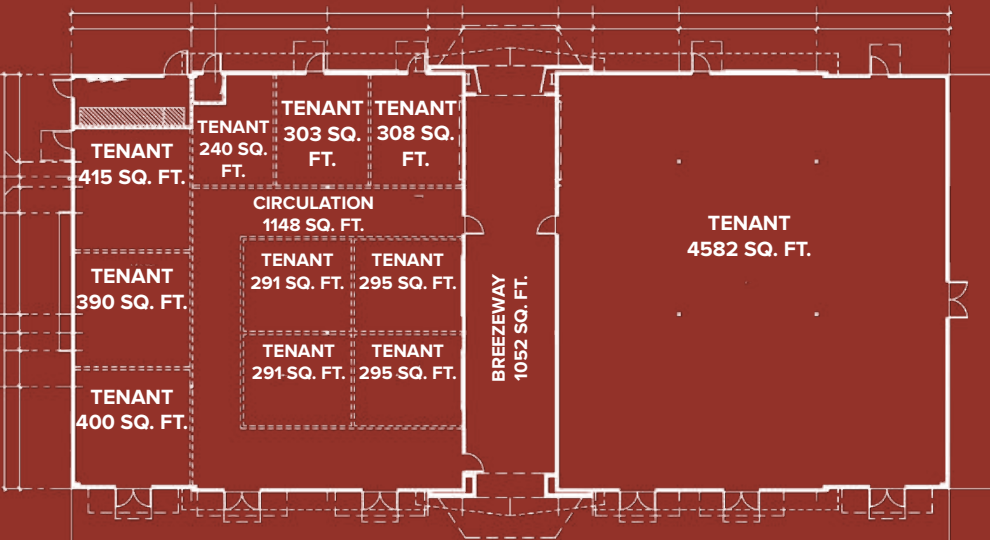 TENANT
415 SQ. FT.
TENANT
240 SQ.
FT.
TENANT
303 SQ.
FT.
TENANT
308 SQ.
FT.
CIRCULATION
1148 SQ. FT.
TENANT
390 SQ. FT.
TENANT
291 SQ. FT.
TENANT
295 SQ. FT.
TENANT
400 SQ. FT.
TENANT
291 SQ. FT.
TENANT
295 SQ. FT.
BREEZEWAY
1052 SQ. FT.
TENANT
4582 SQ. FT.